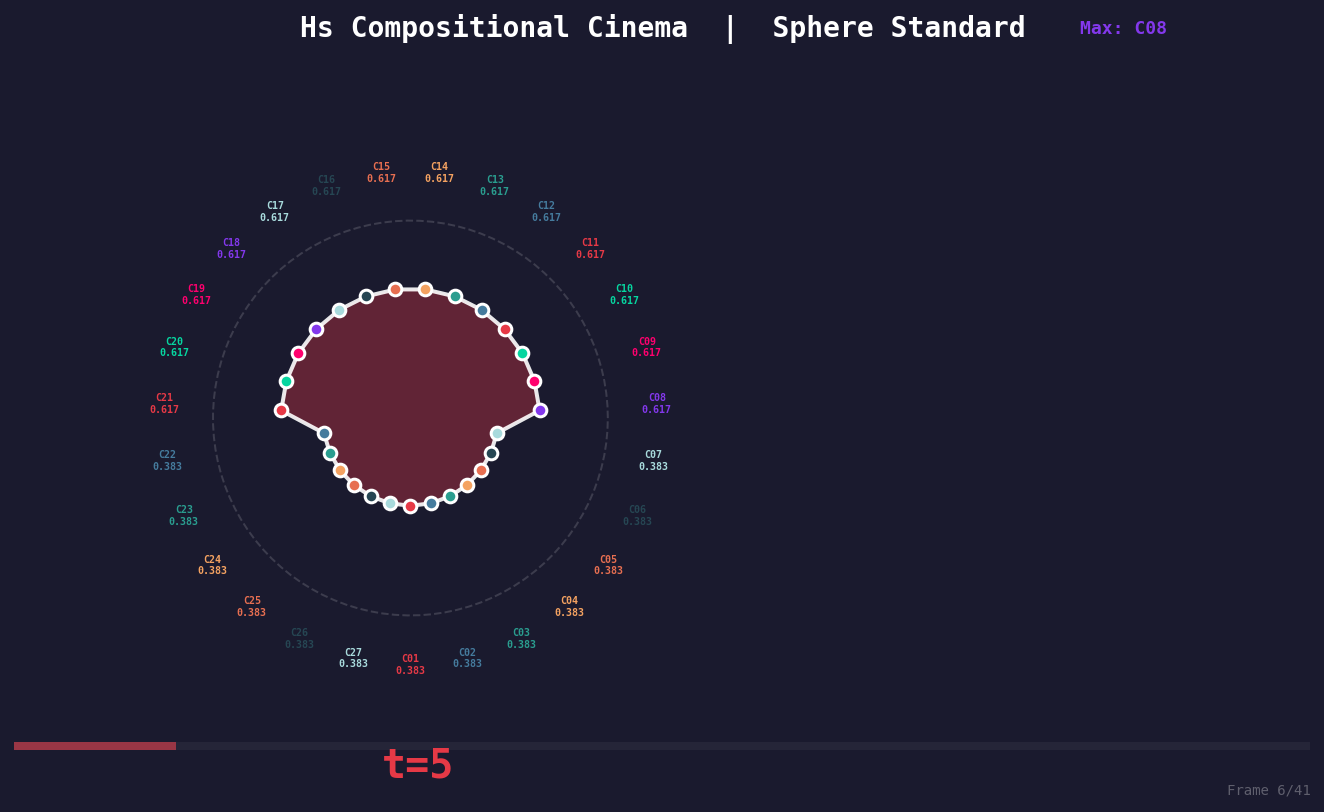 Hs Compositional Cinema  |  Sphere Standard
Max: C08
C15
0.617
C14
0.617
C16
0.617
C13
0.617
C17
0.617
C12
0.617
C18
0.617
C11
0.617
C19
0.617
C10
0.617
C20
0.617
C09
0.617
C21
0.617
C08
0.617
C22
0.383
C07
0.383
C23
0.383
C06
0.383
C24
0.383
C05
0.383
C25
0.383
C04
0.383
C26
0.383
C03
0.383
C27
0.383
C01
0.383
C02
0.383
t=5
Frame 6/41